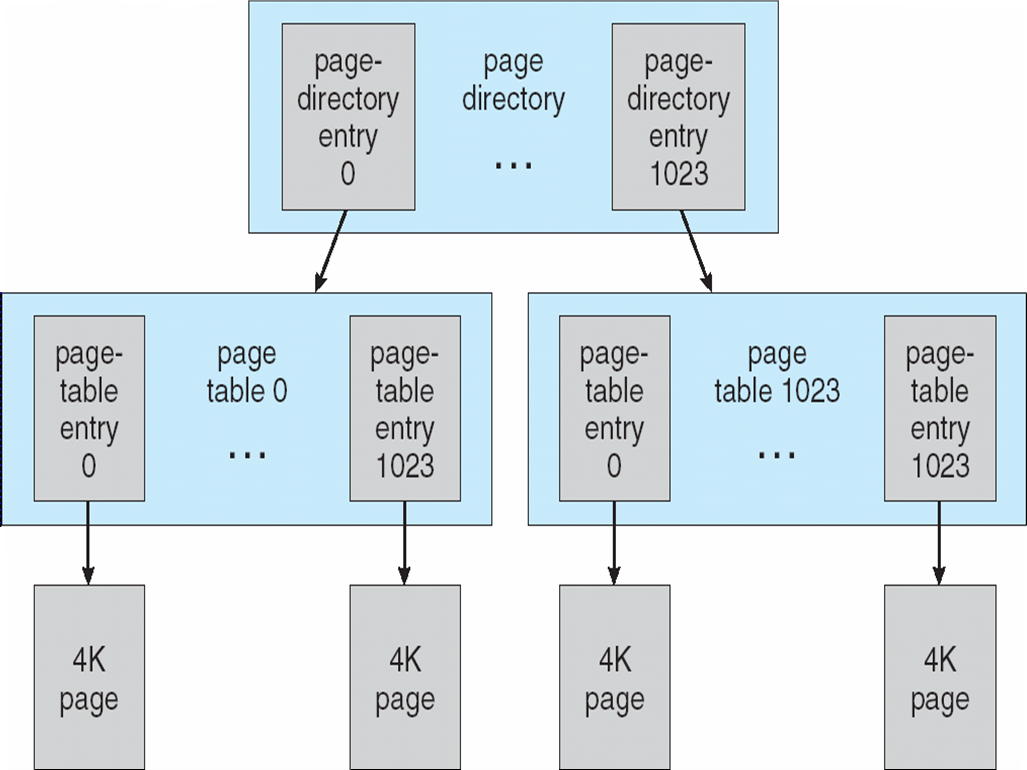 page-
directory
entry
0
page
directory
...
page-
directory
entry
1023
page-
table
entry
0
page
table 0
...
page-
table
entry
1023
page-
table
entry
0
page
table 1023
...
page-
table
entry
1023
4K
page
4K
page
4K
page
4K
page